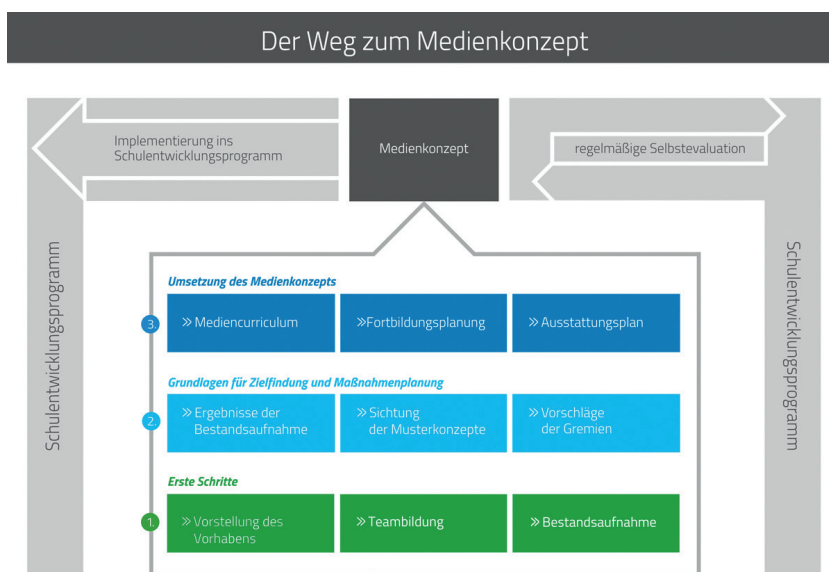 Der Weg zum Medienkonzept
Implementierung ins
Schulentwicklungsprogramm
Medienkonzept
regelmäßige Selbstevaluation
Schulentwicklungsprogramm
Schulentwicklungsprogramm
Umsetzung des Medienkonzepts
3.
» Mediencurriculum
»Fortbildungsplanung
» Ausstattungsplan
Grundlagen für Zielfindung und Maßnahmenplanung
2.
» Ergebnisse der
Bestandsaufnahme
» Sichtung
der Musterkonzepte
» Vorschläge
der Gremien
Erste Schritte
1.
» Vorstellung des
Vorhabens
» Teambildung
» Bestandsaufnahme